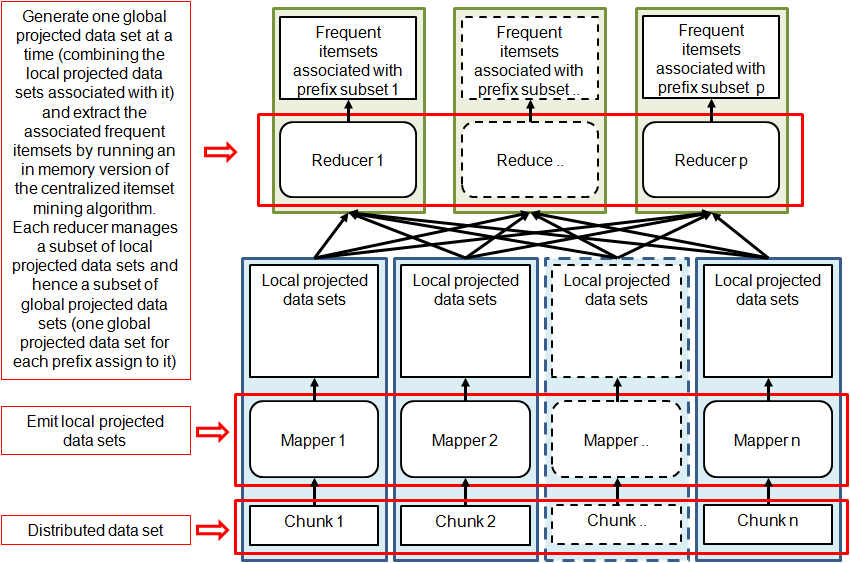 Generate one global
projected data set at a
time (combining the
local projected data
sets associated with it)
and extract the
associated frequent
itemsets by running an
in memory version of
the centralized itemset
mining algorithm.
Each reducer manages
a subset of local
projected data sets and
hence a subset of
global projected data
sets (one global
projected data set for
each prefix assign to it)
Frequent
itemsets
associated with
prefix subset 1
Frequent
itemsets
associated with
prefix subset ..
Frequent
itemsets
associated with
prefix subset p
Reducer 1
Reduce ..
Reducer p
Local projected
data sets
Local projected
data sets
Local projected
data sets
Local projected
data sets
Emit local projected
data sets
Mapper 1
Mapper 2
Mapper ..
Mapper n
Distributed data set
Chunk 1
Chunk 2
Chunk ..
Chunk n